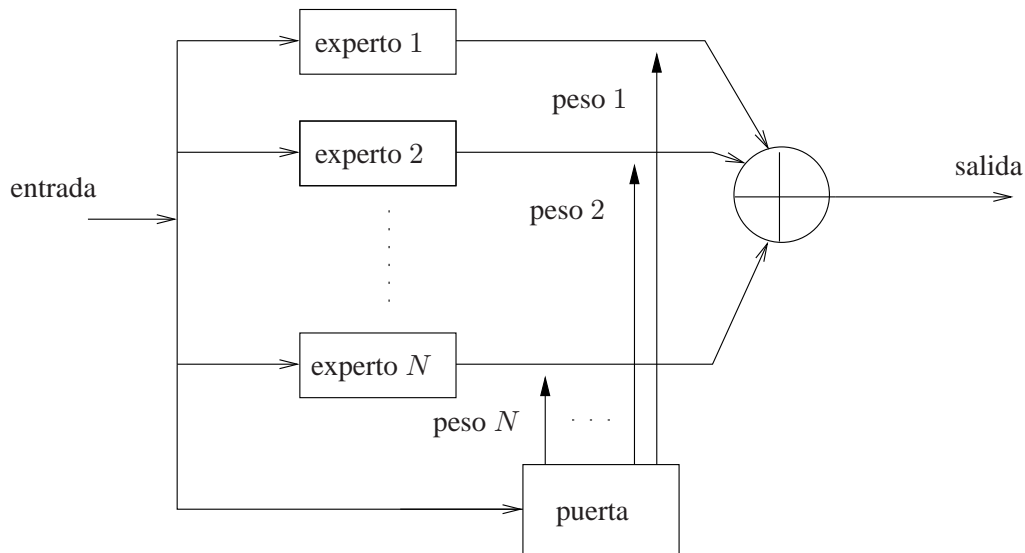 experto 1
peso 1
experto 2
entrada
salida
peso 2
experto N
peso N
puerta